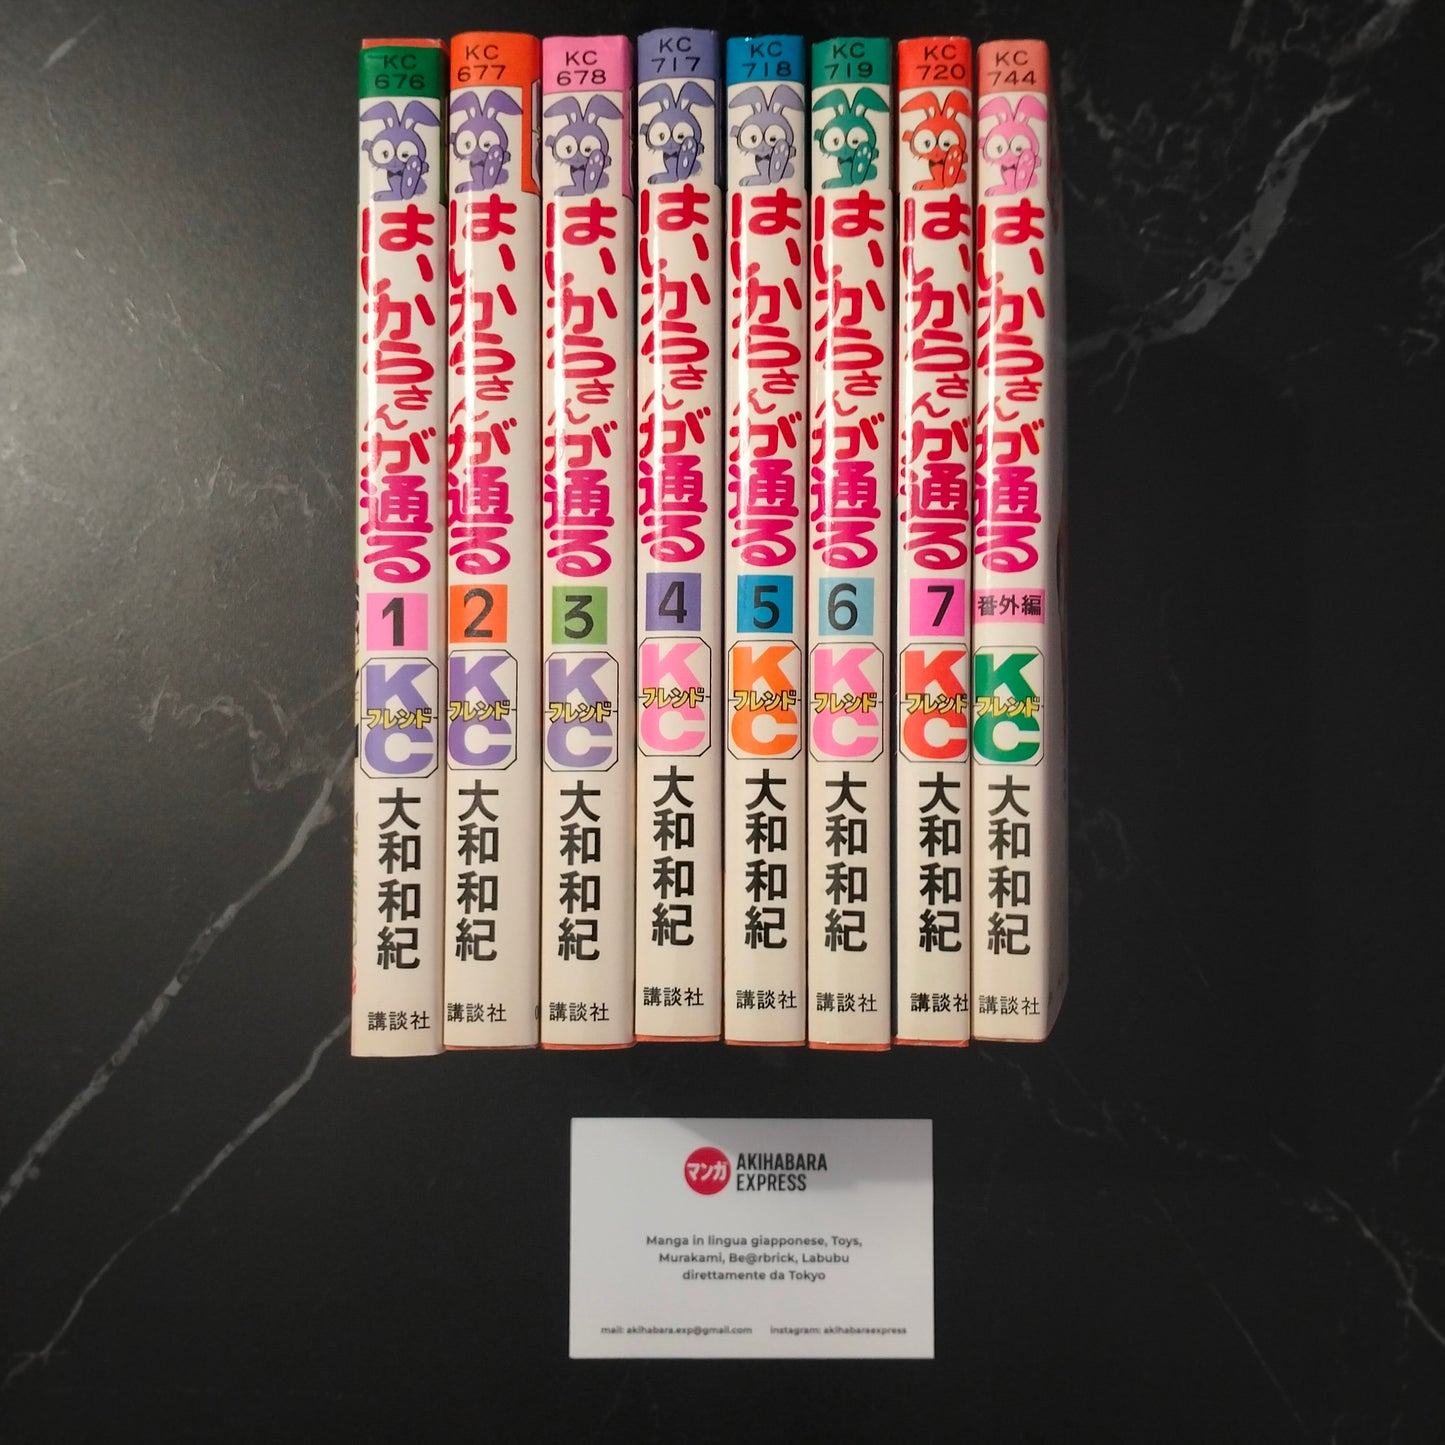 KC
676
はいからさんが通る
1
KC
フレンド
大和和紀
講談社
KC
677
はいからさんが通る
2
KC
フレンド
大和和紀
講談社
KC
678
はいからさんが通る
3
KC
フレンド
大和和紀
講談社
KC
717
はいからさんが通る
4
KC
フレンド
大和和紀
講談社
KC
718
はいからさんが通る
5
KC
フレンド
大和和紀
講談社
KC
719
はいからさんが通る
6
KC
フレンド
大和和紀
講談社
KC
720
はいからさんが通る
7
KC
フレンド
大和和紀
講談社
KC
744
はいからさんが通る
番外編
KC
フレンド
大和和紀
講談社
マンガ
AKIHABARA
EXPRESS
Manga in lingua giapponese, Toys,
Murakami, Be@rbrick, Labubu
direttamente da Tokyo
mail: akihabara.exp@gmail.com instagram: akihabaraexpress